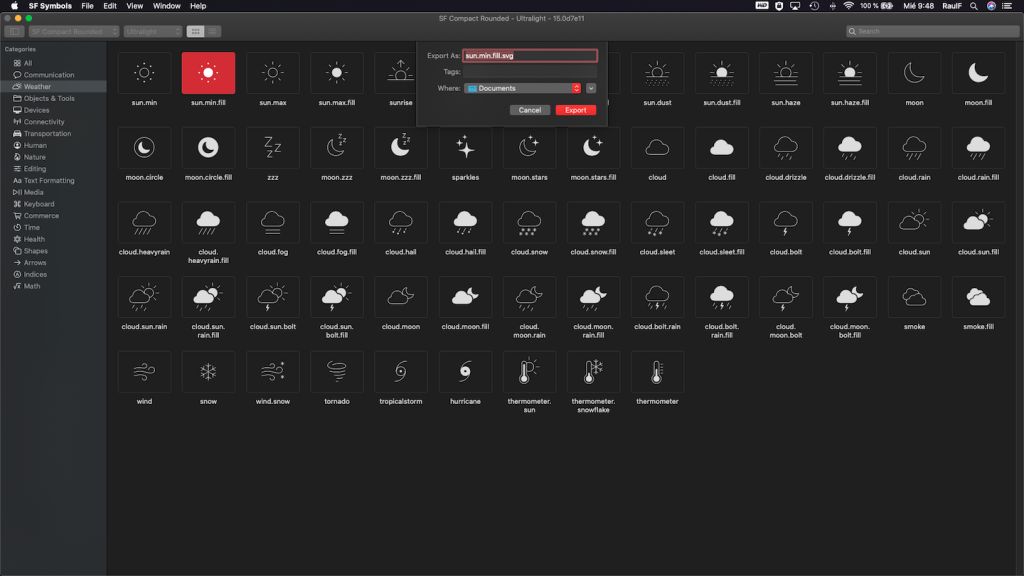 SF Symbols File Edit View Window Help
100 % Mié 9:48 RaulF
SF Compact Rounded - Ultralight - 15.0d7e11
SF Compact Rounded Ultralight
Search
Categories
All
Communication
Weather
Objects & Tools
Devices
Connectivity
Transportation
Human
Nature
Editing
Aa Text Formatting
Media
Keyboard
Commerce
Time
Health
Shapes
Arrows
Indices
Math
Export As: sun.min.fill.svg
Tags:
Where: Documents
Cancel Export
sun.min sun.min.fill sun.max sun.max.fill sunrise sun.dust sun.dust.fill sun.haze sun.haze.fill moon moon.fill
moon.circle moon.circle.fill zzz moon.zzz moon.zzz.fill sparkles moon.stars moon.stars.fill cloud cloud.fill cloud.drizzle cloud.drizzle.fill cloud.rain cloud.rain.fill
cloud.heavyrain cloud. cloud.fog cloud.fog.fill cloud.hail cloud.hail.fill cloud.snow cloud.snow.fill cloud.sleet cloud.sleet.fill cloud.bolt cloud.bolt.fill cloud.sun cloud.sun.fill
heavyrain.fill
cloud.sun.rain cloud.sun. cloud.sun.bolt cloud.sun. cloud.moon cloud.moon.fill cloud. cloud.moon. cloud.bolt.rain cloud.bolt. cloud. cloud.moon. smoke smoke.fill
rain.fill bolt.fill moon.rain rain.fill rain.fill moon.bolt bolt.fill
wind snow wind.snow tornado tropicalstorm hurricane thermometer. thermometer. thermometer
sun snowflake